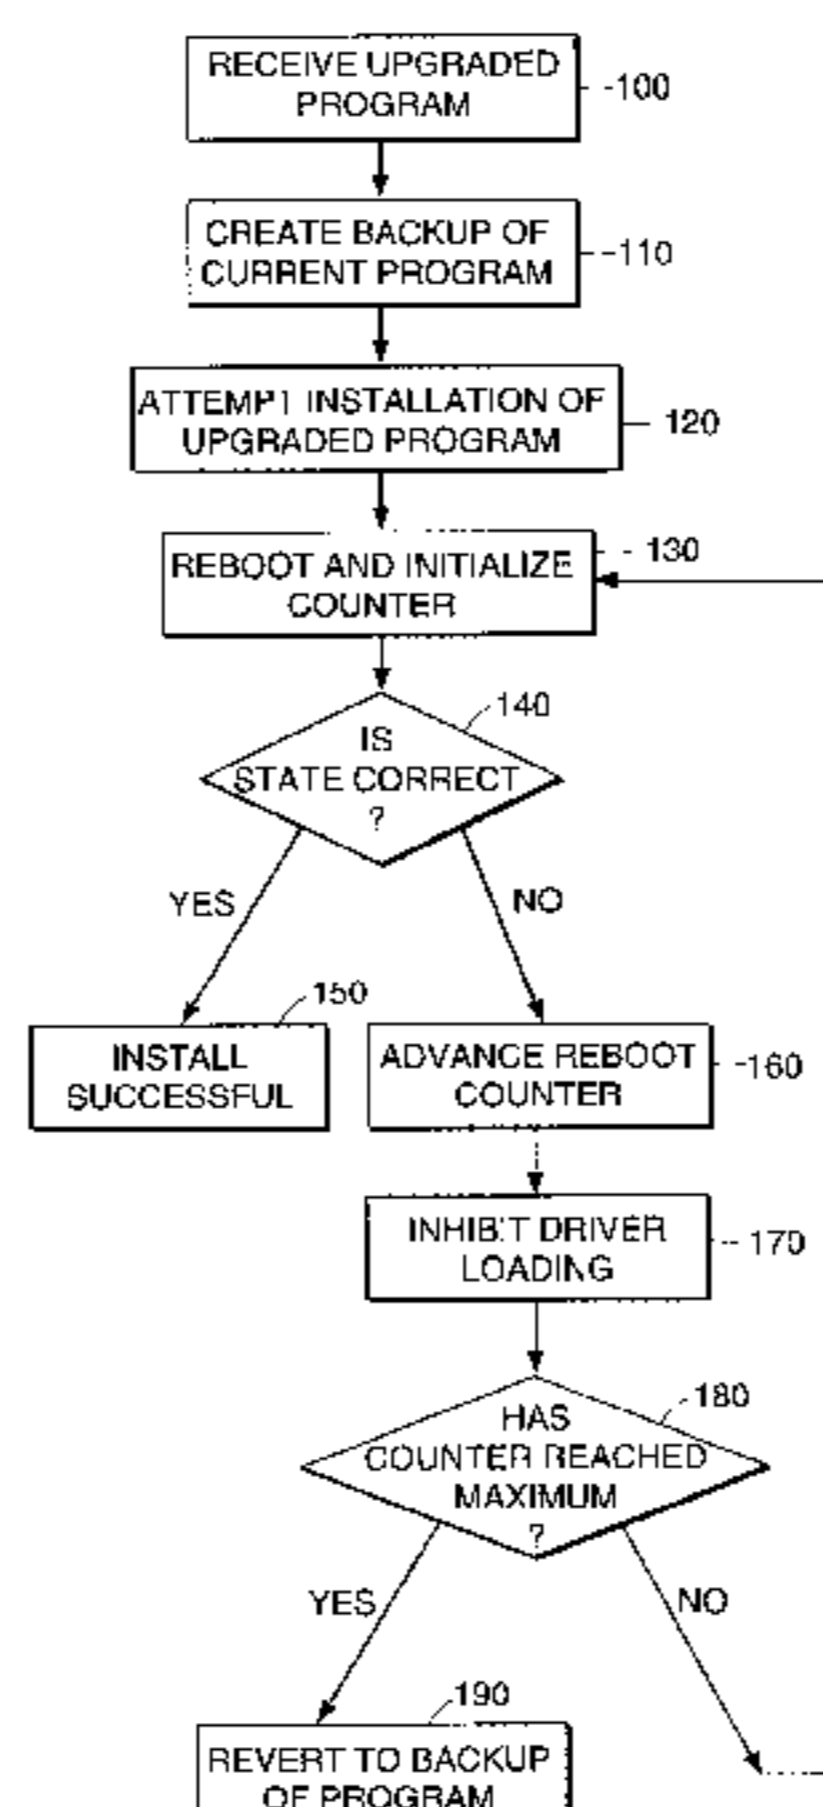 RECEIVE UPGRADED
PROGRAM
100
CREATE BACKUP OF
CURRENT PROGRAM
110
ATTEMPT INSTALLATION OF
UPGRADED PROGRAM
120
REBOOT AND INITIALIZE
COUNTER
130
140
IS
STATE CORRECT
?
YES
NO
150
INSTALL
SUCCESSFUL
ADVANCE REBOOT
COUNTER
160
INHIBIT DRIVER
LOADING
170
180
HAS
COUNTER REACHED
MAXIMUM
?
YES
NO
190
REVERT TO BACKUP
OF PROGRAM